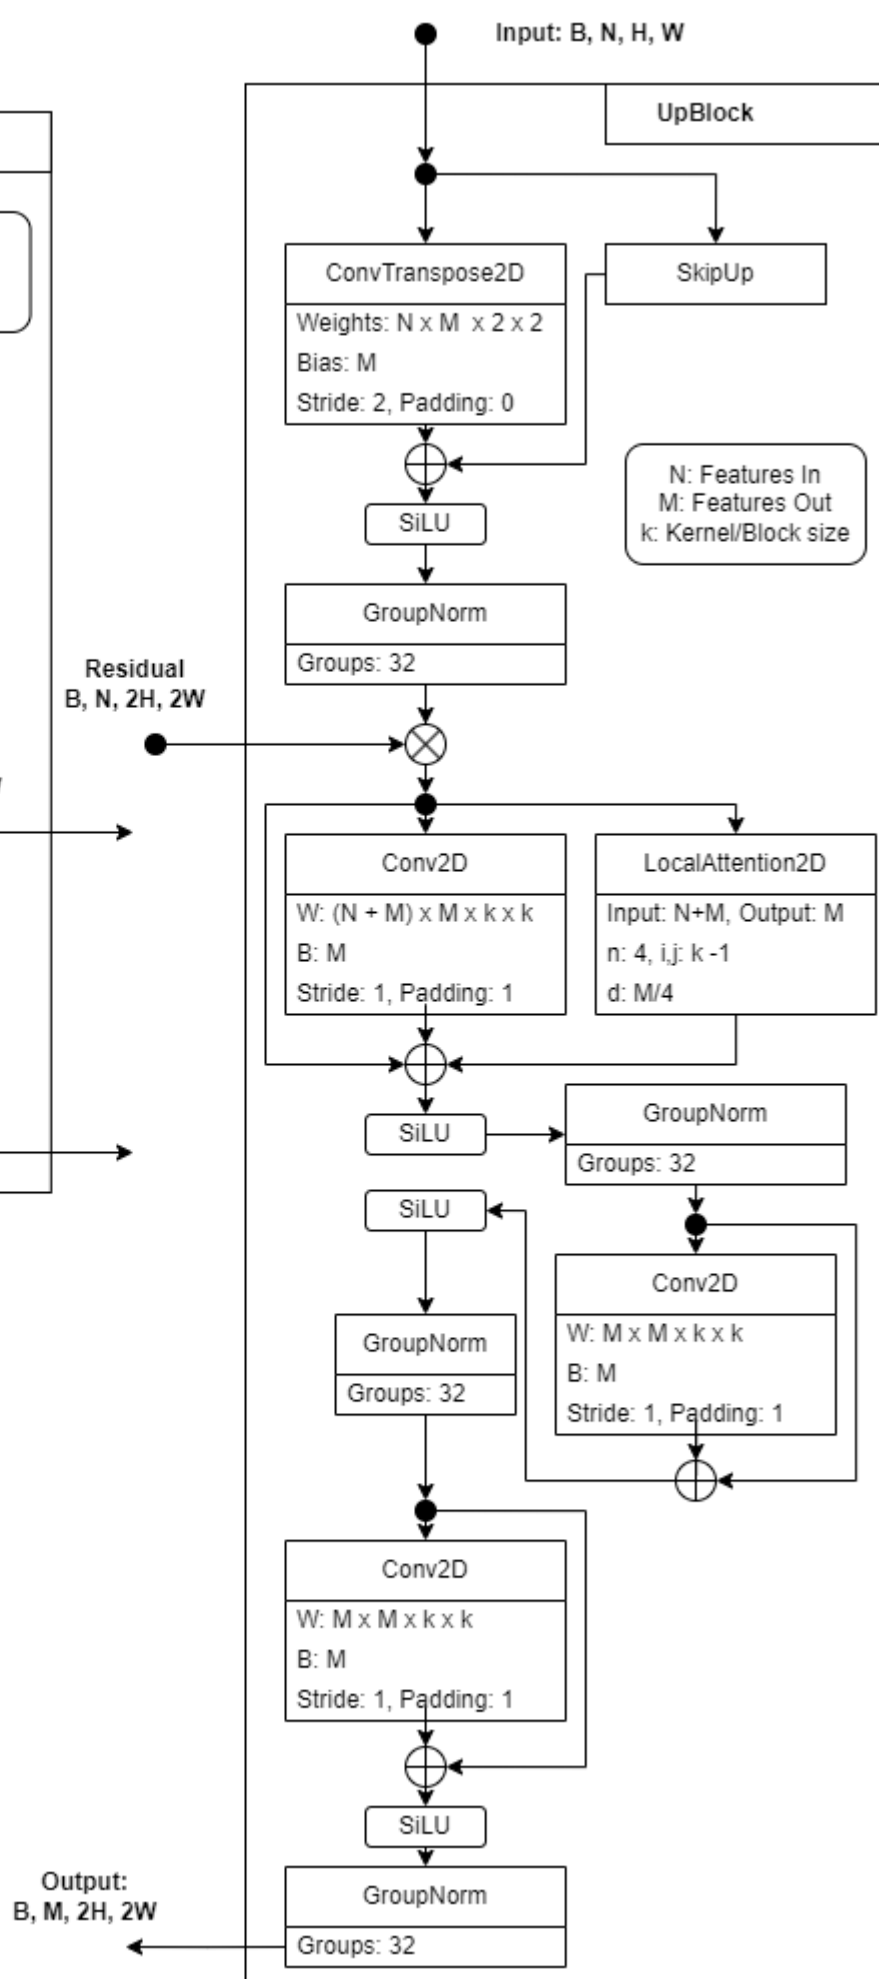 Input: B, N, H, W
UpBlock
ConvTranspose2D
Weights: N x M x 2 x 2
Bias: M
Stride: 2, Padding: 0
SkipUp
N: Features In
M: Features Out
k: Kernel/Block size
SiLU
GroupNorm
Groups: 32
Residual
B, N, 2H, 2W
Conv2D
W: (N + M) x M x k x k
B: M
Stride: 1, Padding: 1
LocalAttention2D
Input: N+M, Output: M
n: 4, i,j: k -1
d: M/4
SiLU
GroupNorm
Groups: 32
Conv2D
W: M x M x k x k
B: M
Stride: 1, Padding: 1
SiLU
GroupNorm
Groups: 32
Conv2D
W: M x M x k x k
B: M
Stride: 1, Padding: 1
SiLU
GroupNorm
Groups: 32
Output:
B, M, 2H, 2W